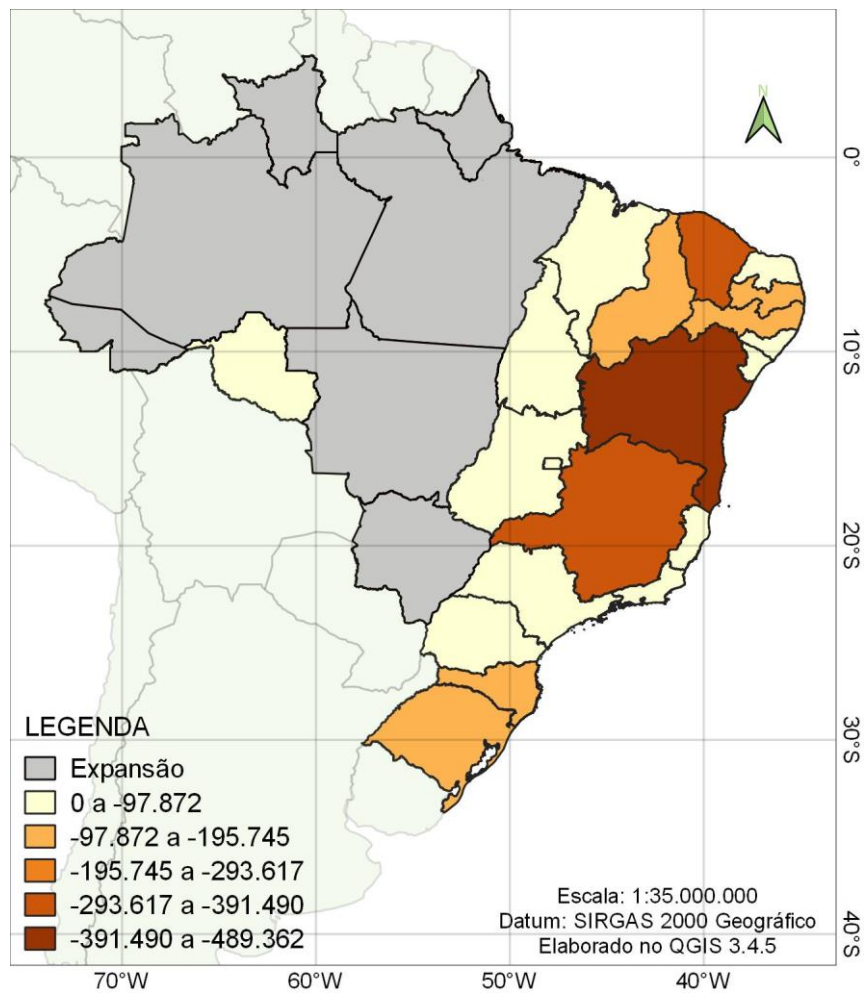 N
0°
10°S
20°S
30°S
40°S
LEGENDA
Expansão
0 a -97.872
-97.872 a -195.745
-195.745 a -293.617
-293.617 a -391.490
-391.490 a -489.362
Escala: 1:35.000.000
Datum: SIRGAS 2000 Geográfico
Elaborado no QGIS 3.4.5
70°W 60°W 50°W 40°W